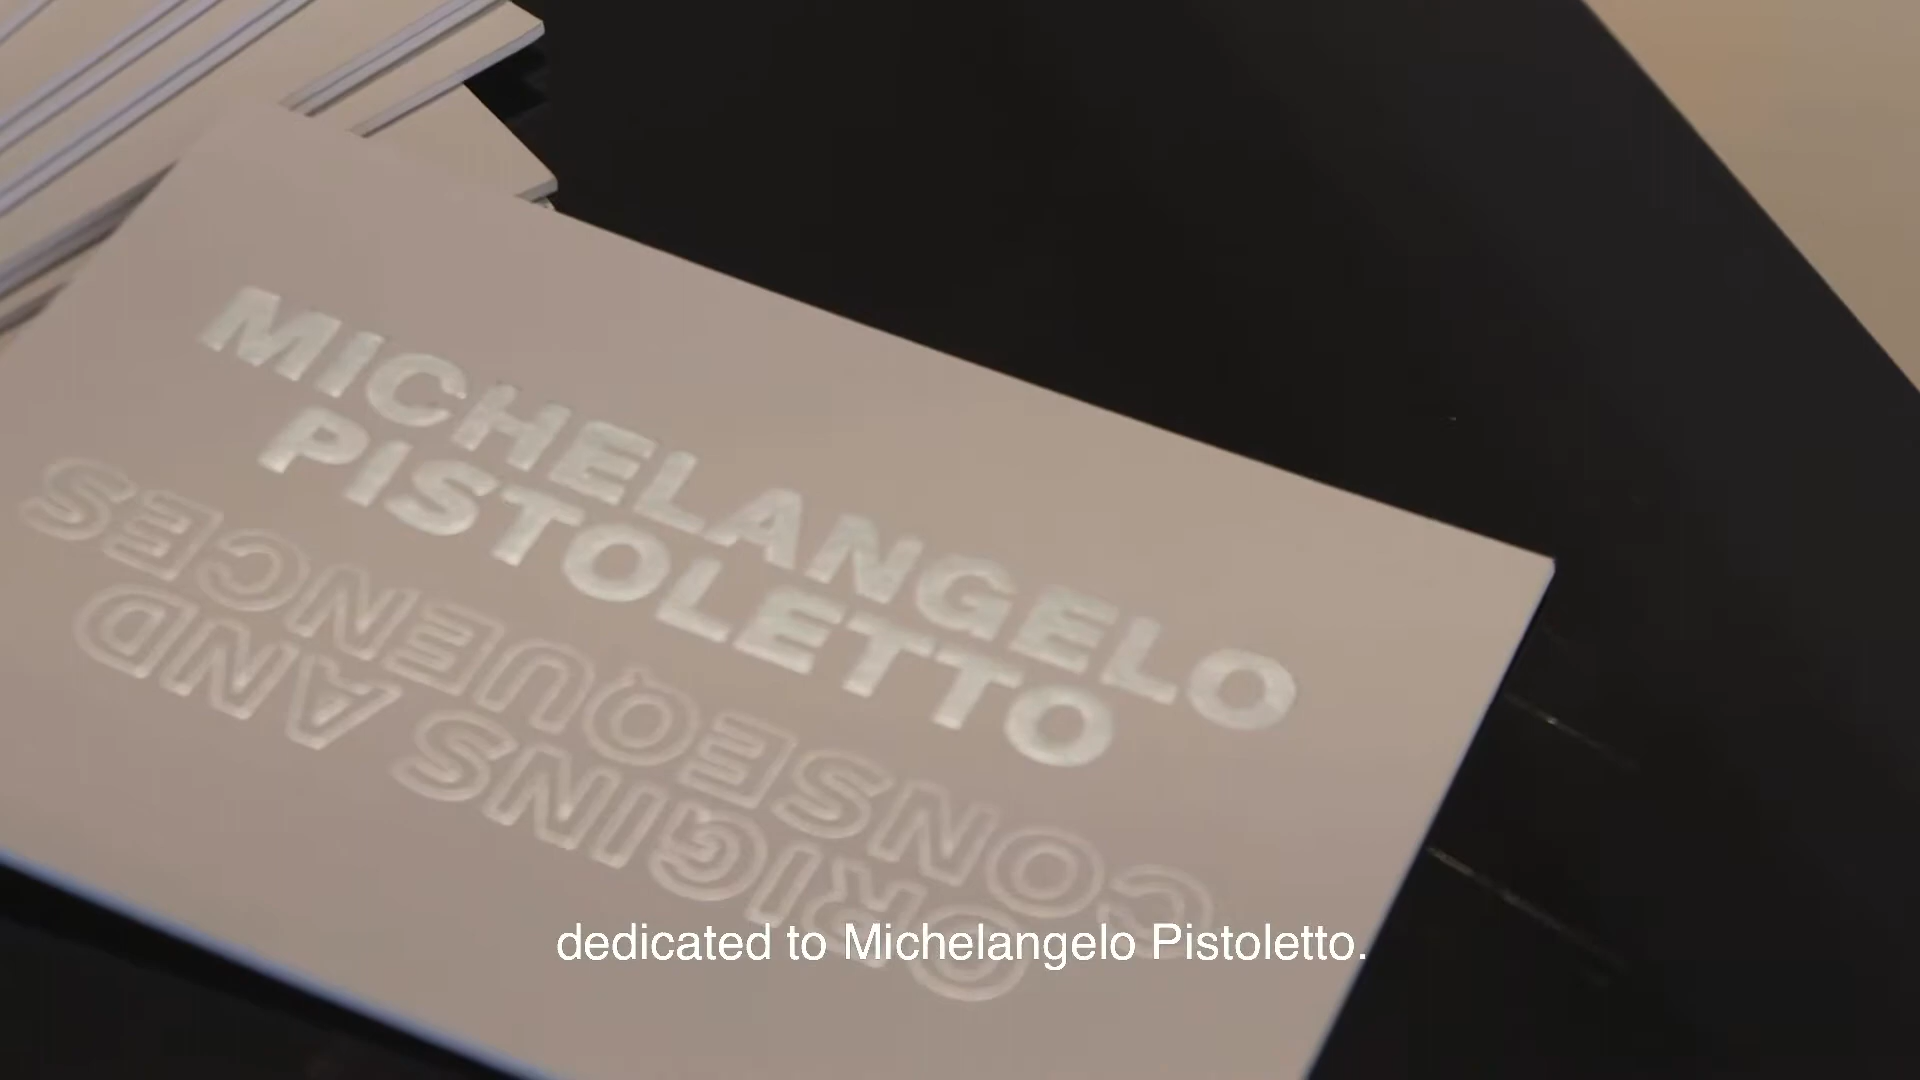 MICHELANGELO
PISTOLETTO
CONSEQUENCES
ORIGINS AND
dedicated to Michelangelo Pistoletto.